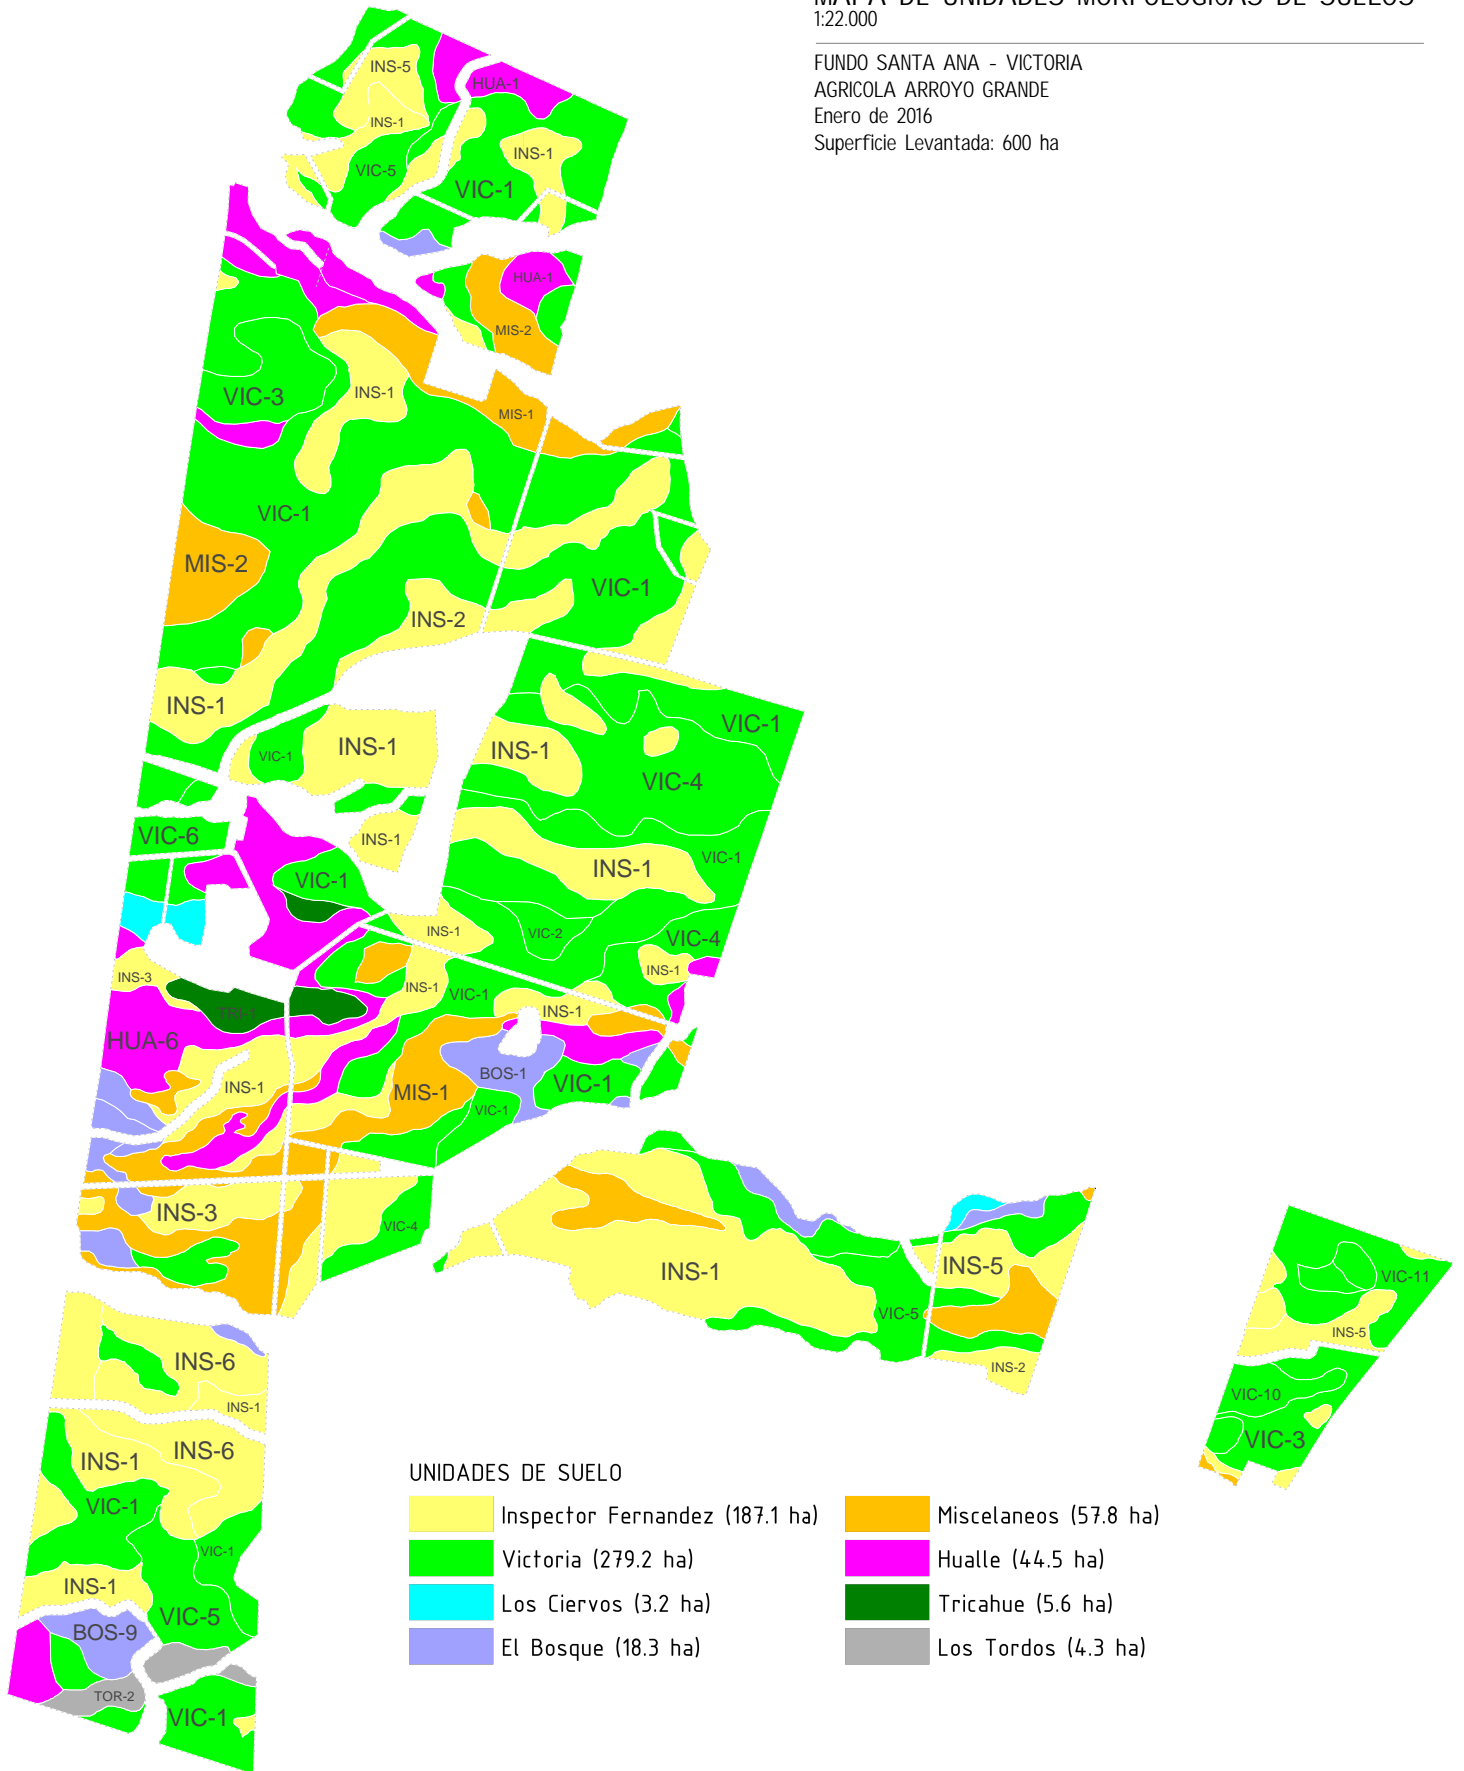 MAPA DE UNIDADES MORFOLOGICAS DE SUELOS
1:22.000
FUNDO SANTA ANA - VICTORIA
AGRICOLA ARROYO GRANDE
Enero de 2016
Superficie Levantada: 600 ha
INS-5
HUA-1
INS-1
INS-1
VIC-5
VIC-1
HUA-1
MIS-2
VIC-3
INS-1
MIS-1
VIC-1
MIS-2
VIC-1
INS-2
INS-1
VIC-1
INS-1
VIC-1
INS-1
VIC-4
VIC-6
INS-1
VIC-1
INS-1
VIC-1
INS-1
VIC-2
VIC-4
INS-3
INS-1
INS-1
VIC-1
INS-1
TRI-1
HUA-6
INS-1
MIS-1
BOS-1
VIC-1
VIC-1
INS-3
VIC-4
INS-1
INS-5
VIC-11
VIC-5
INS-5
INS-6
INS-2
VIC-10
INS-1
VIC-3
INS-1
INS-6
VIC-1
VIC-1
INS-1
VIC-5
BOS-9
TOR-2
VIC-1
UNIDADES DE SUELO
Inspector Fernandez (187.1 ha)
Victoria (279.2 ha)
Los Ciervos (3.2 ha)
El Bosque (18.3 ha)
Miscelaneos (57.8 ha)
Hualle (44.5 ha)
Tricahue (5.6 ha)
Los Tordos (4.3 ha)